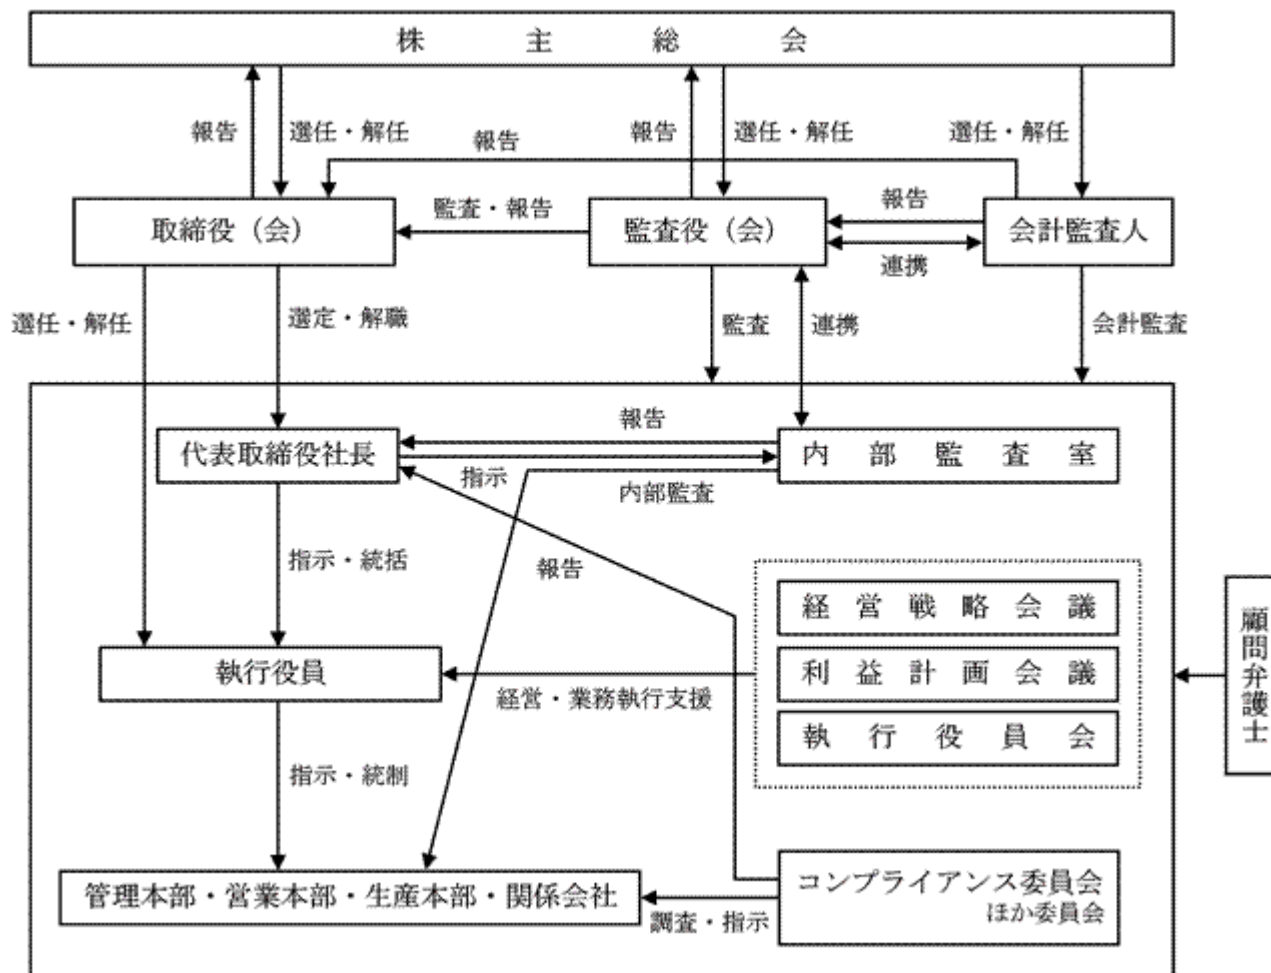 株主総会
報告
選任・解任
報告
報告
選任・解任
選任・解任
取締役（会）
監査・報告
監査役（会）
報告
連携
会計監査人
選任・解任
選定・解職
監査
連携
会計監査
代表取締役社長
報告
指示
内部監査
内部監査室
指示・統括
報告
経営戦略会議
利益計画会議
執行役員会
執行役員
経営・業務執行支援
顧問弁護士
指示・統制
管理本部・営業本部・生産本部・関係会社
調査・指示
コンプライアンス委員会
ほか委員会